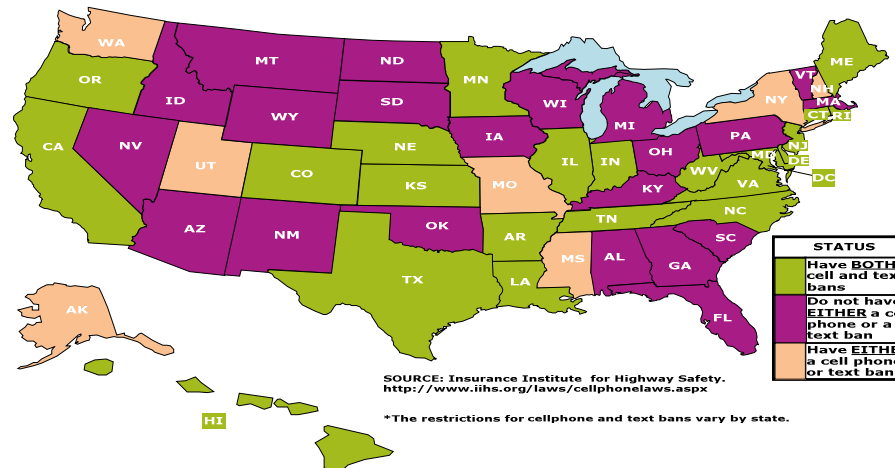 WA
MT
ND
MN
ME
OR
ID
SD
WI
VT
NH
NY
MA
WY
MI
CT
RI
IA
PA
NV
NE
NJ
CA
UT
IL
IN
OH
MD
DE
CO
WV
DC
KS
MO
KY
VA
NC
TN
AZ
NM
OK
AR
SC
MS
AL
GA
TX
LA
AK
FL
HI
STATUS
Have BOTH
cell and tex
bans
Do not have
EITHER a ce
phone or a
text ban
Have EITHE
a cell phon
or text ban
SOURCE: Insurance Institute for Highway Safety.
http://www.iihs.org/laws/cellphonelaws.aspx
*The restrictions for cellphone and text bans vary by state.